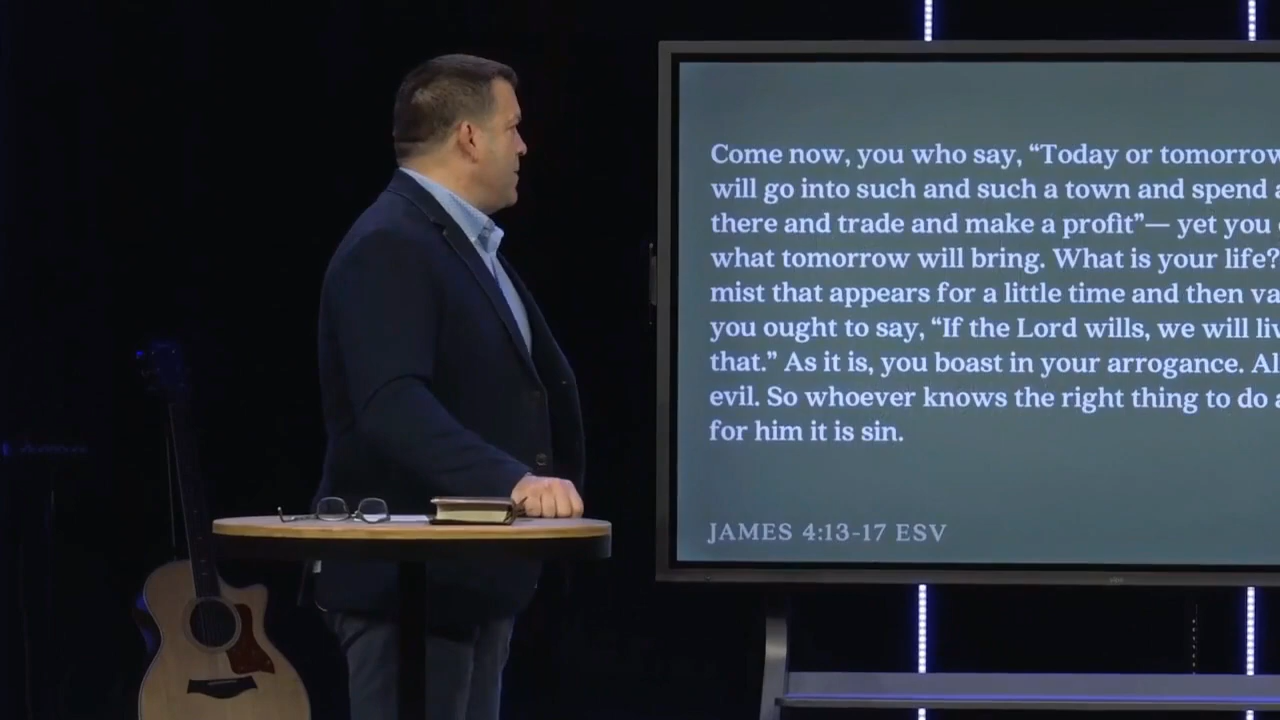 Come now, you who say, “Today or tomorrow
will go into such and such a town and spend a
there and trade and make a profit”— yet you
what tomorrow will bring. What is your life?
mist that appears for a little time and then va
you ought to say, “If the Lord wills, we will liv
that.” As it is, you boast in your arrogance. Al
evil. So whoever knows the right thing to do a
for him it is sin.
JAMES 4:13-17 ESV